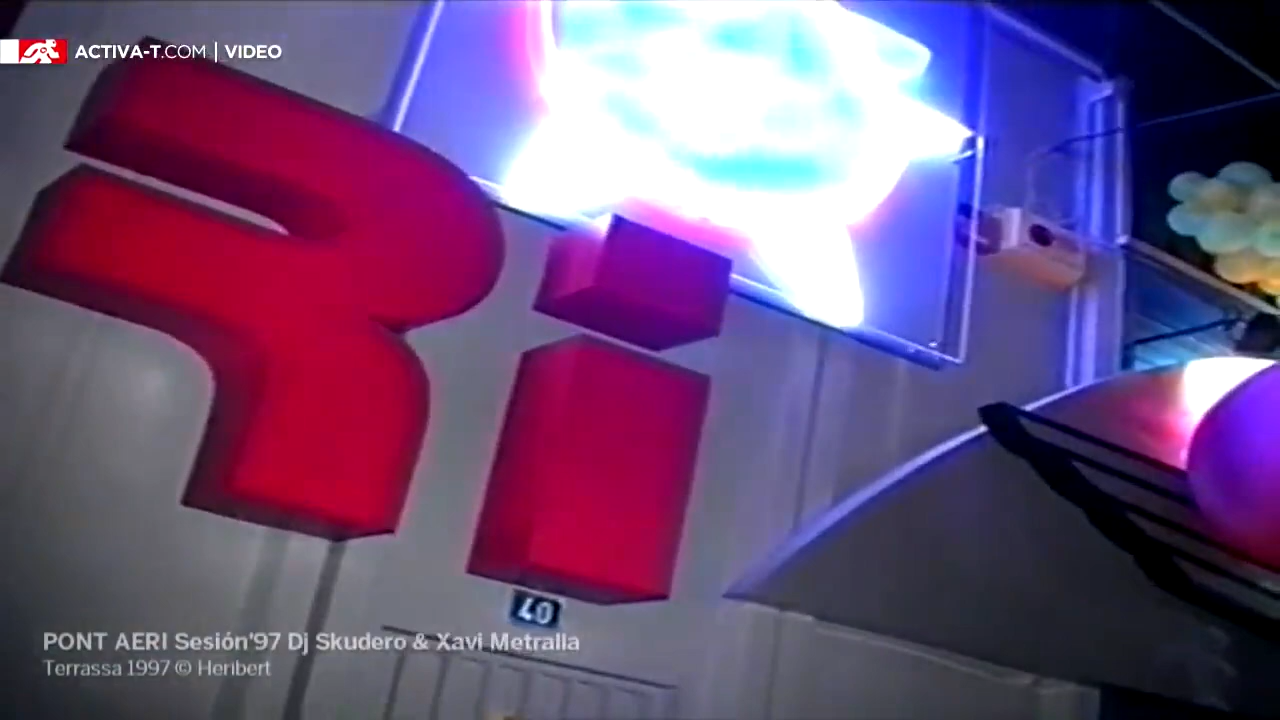 ACTIVA-T.COM | VIDEO
Ri
40
PONT AERI Sesión'97 Dj Skudero & Xavi Metralla
Terrassa 1997 © Heribert